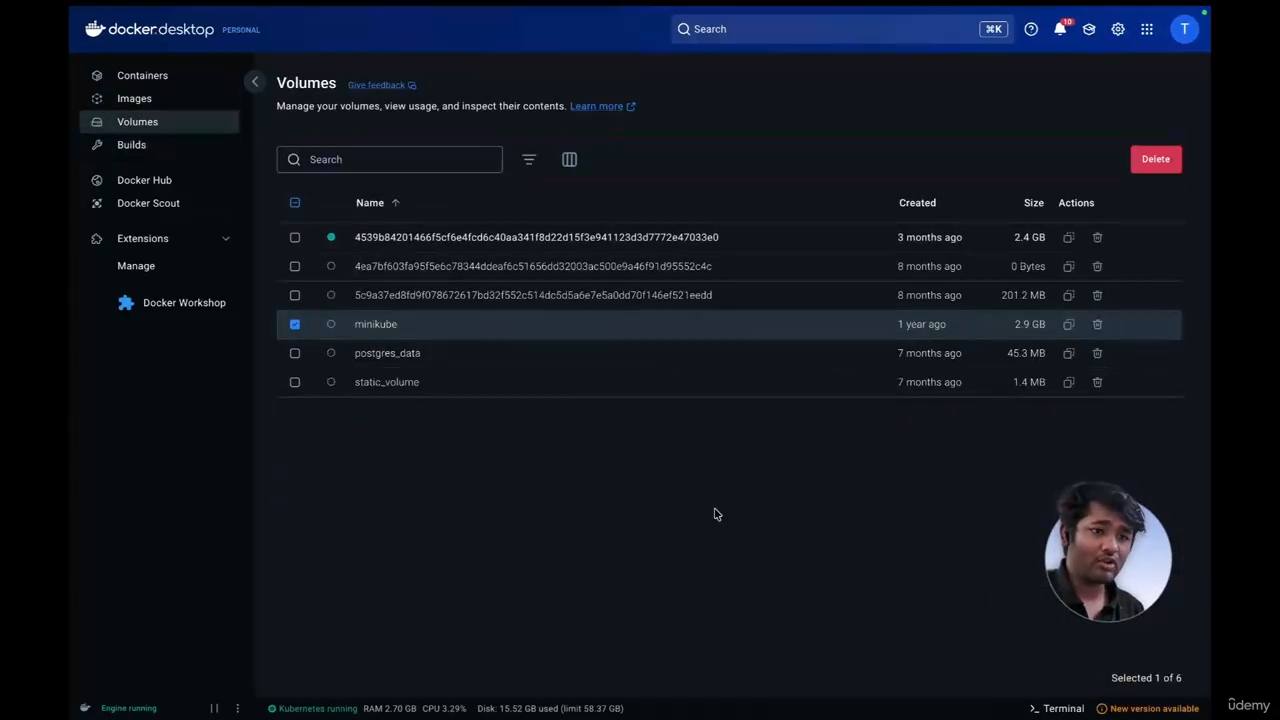 docker.desktop PERSONAL
Search ⌘K 10 T
Containers
Images
Volumes
Builds
Docker Hub
Docker Scout
Extensions
Manage
Docker Workshop
Volumes Give feedback
Manage your volumes, view usage, and inspect their contents. Learn more
Search Delete
Name Created Size Actions
4539b84201466f5cf6e4fcd6c40aa341f8d22d15f3e941123d3d7772e47033e0 3 months ago 2.4 GB
4ea7bf603fa95f5e6c78344ddeaf6c51656dd32003ac500e9a46f91d95552c4c 8 months ago 0 Bytes
5c9a37ed8fd9f078672617bd32f552c514dc5d5a6e7e5a0dd70f146ef521eedd 8 months ago 201.2 MB
minikube 1 year ago 2.9 GB
postgres_data 7 months ago 45.3 MB
static_volume 7 months ago 1.4 MB
Selected 1 of 6
Engine running Kubernetes running RAM 2.70 GB CPU 3.29% Disk: 15.52 GB used (limit 58.37 GB) >_ Terminal New version available
udemy